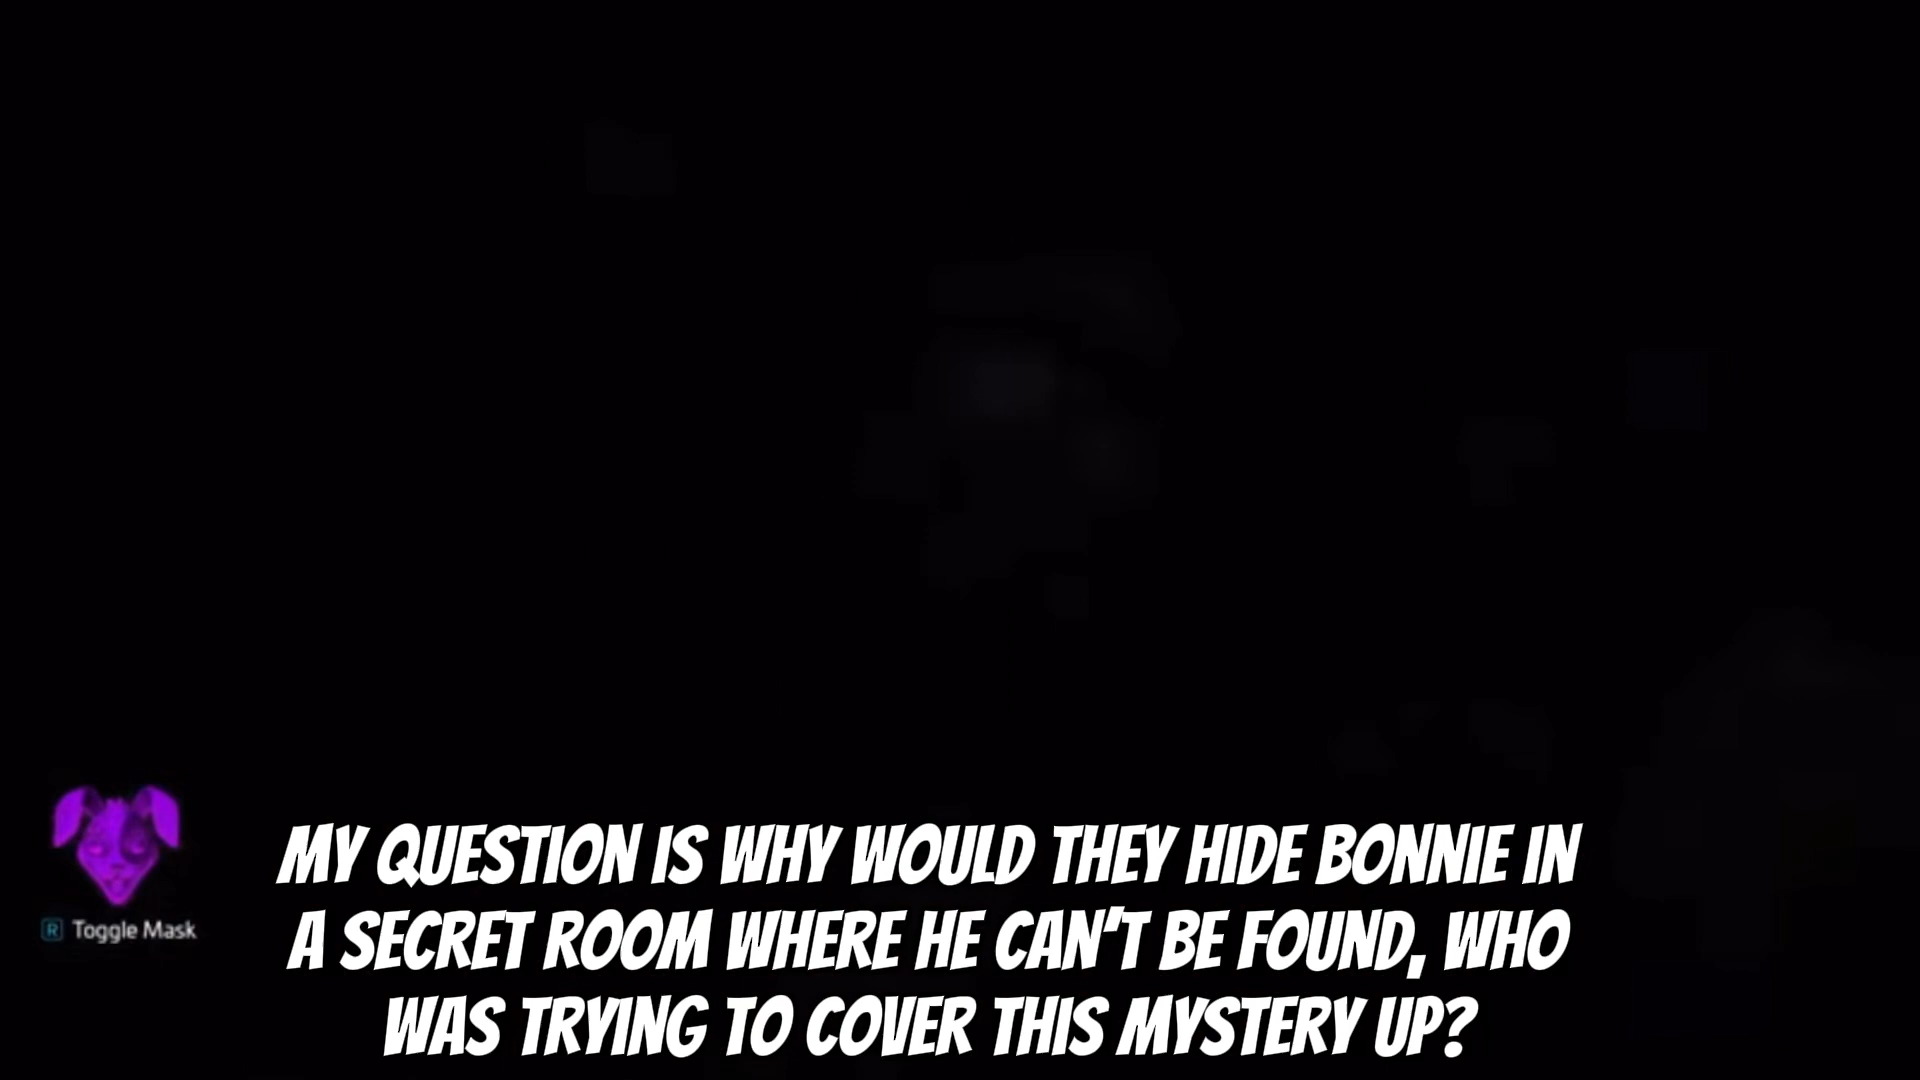 MY QUESTION IS WHY WOULD THEY HIDE BONNIE IN
A SECRET ROOM WHERE HE CAN'T BE FOUND, WHO
WAS TRYING TO COVER THIS MYSTERY UP?
R Toggle Mask